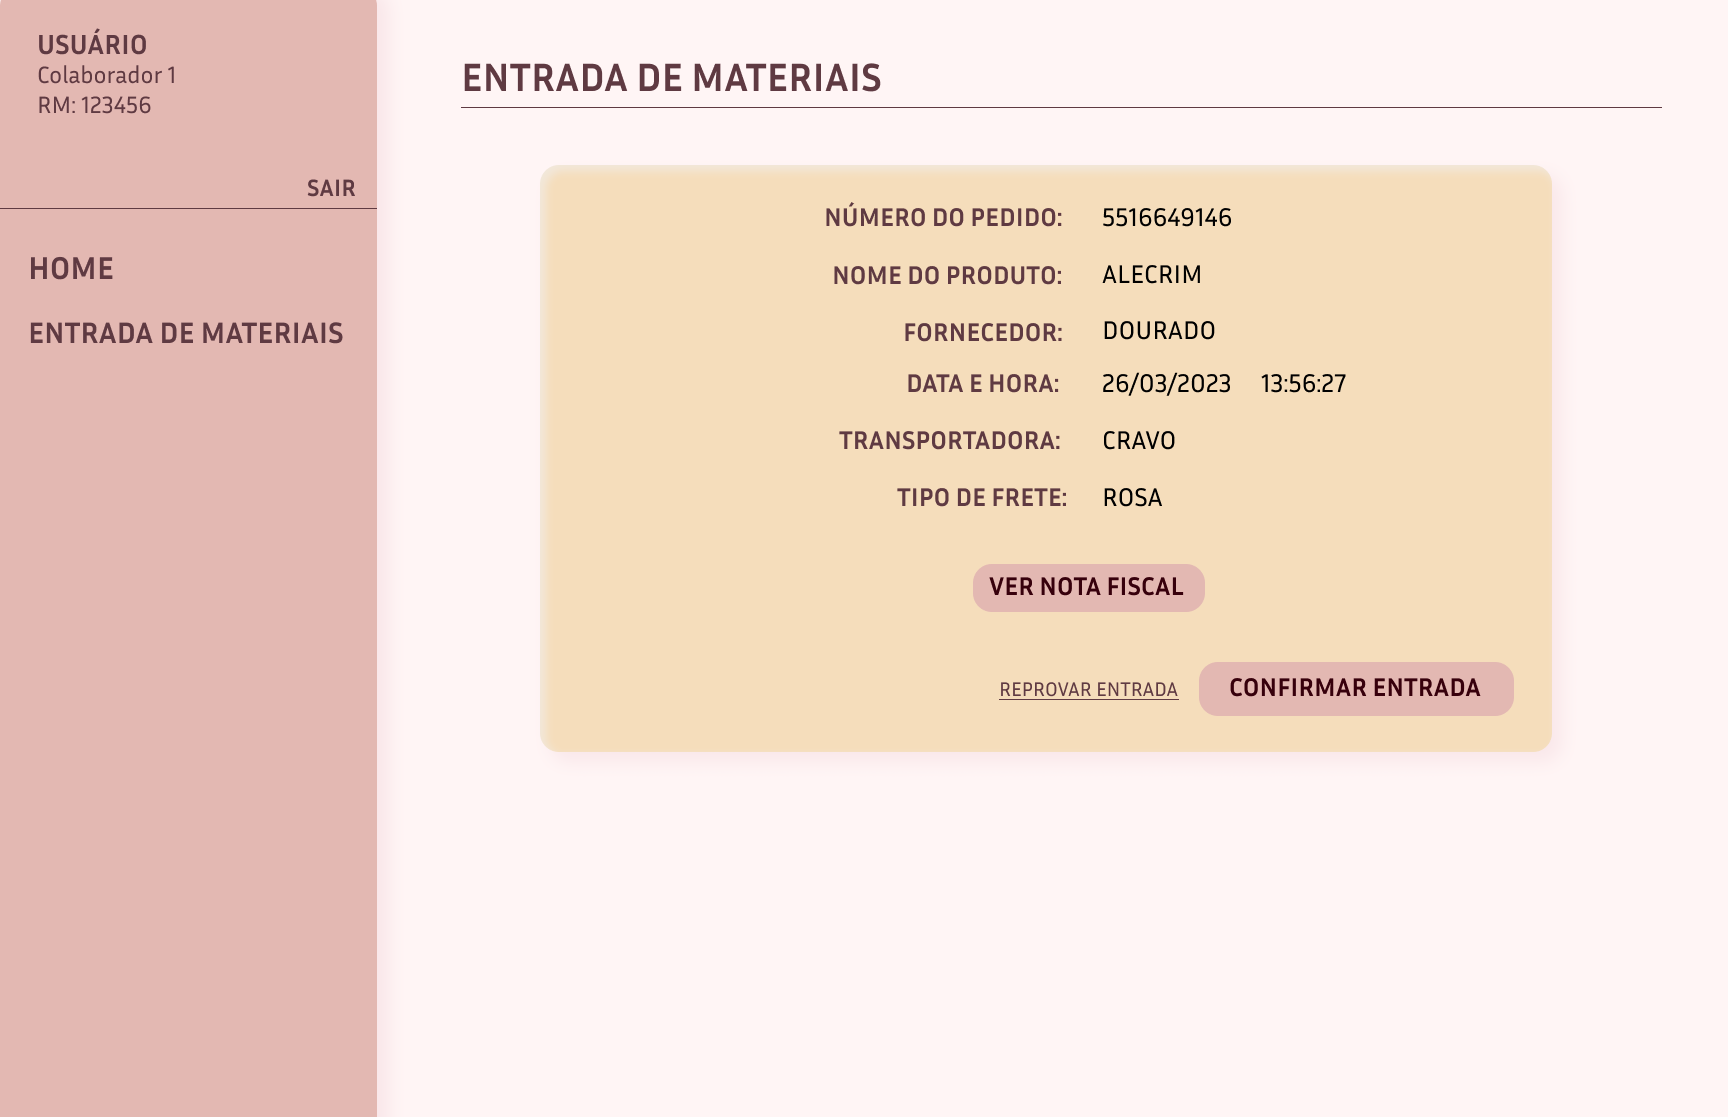 USUÁRIO
Colaborador 1
RM: 123456
SAIR
HOME
ENTRADA DE MATERIAIS
ENTRADA DE MATERIAIS
NÚMERO DO PEDIDO: 5516649146
NOME DO PRODUTO: ALECRIM
FORNECEDOR: DOURADO
DATA E HORA: 26/03/2023 13:56:27
TRANSPORTADORA: CRAVO
TIPO DE FRETE: ROSA
VER NOTA FISCAL
REPROVAR ENTRADA CONFIRMAR ENTRADA